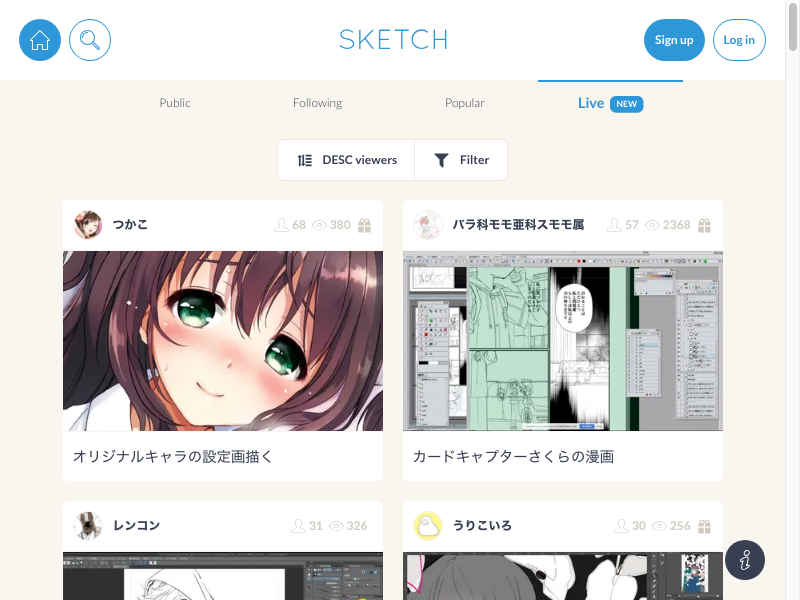 SKETCH
Sign up
Log in
Public
Following
Popular
Live NEW
DESC viewers
Filter
つかこ
68
380
バラ科モモ亜科スモモ属
57
2368
オリジナルキャラの設定画描く
カードキャプターさくらの漫画
レンコン
31
326
うりこいろ
30
256